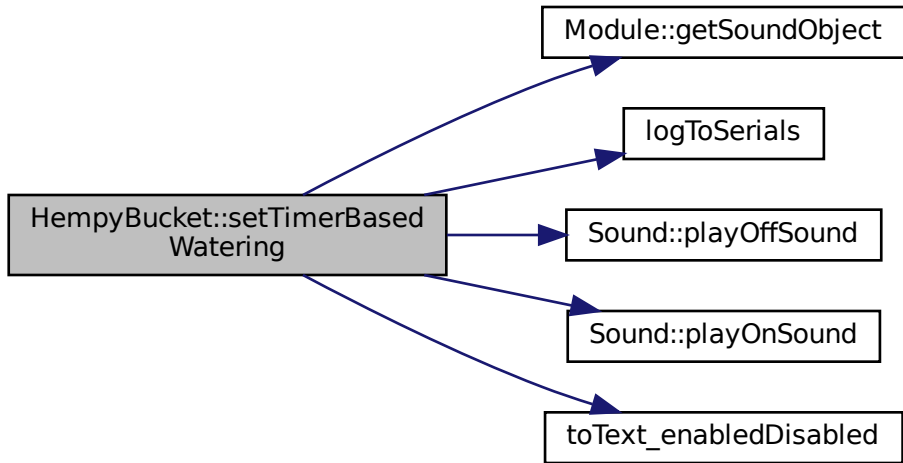 Module::getSoundObject
logToSerials
HempyBucket::setTimerBased
Watering
Sound::playOffSound
Sound::playOnSound
toText_enabledDisabled